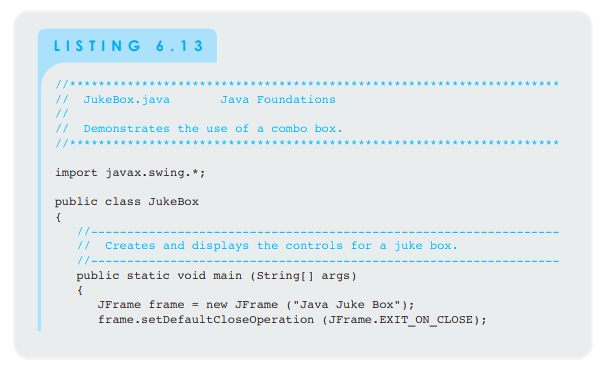 LISTING 6.13
//********************************************************************
//  JukeBox.java       Java Foundations
//
//  Demonstrates the use of a combo box.
//********************************************************************
import javax.swing.*;
public class JukeBox
{
   //-----------------------------------------------------------------
   //  Creates and displays the controls for a juke box.
   //-----------------------------------------------------------------
   public static void main (String[] args)
   {
      JFrame frame = new JFrame ("Java Juke Box");
      frame.setDefaultCloseOperation (JFrame.EXIT_ON_CLOSE);